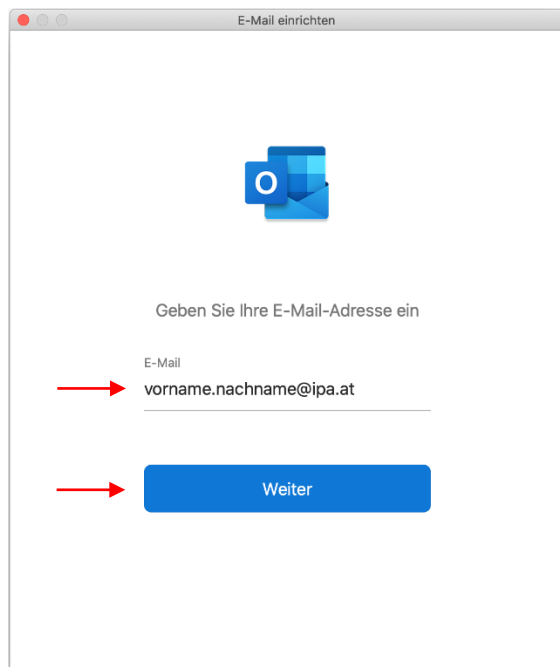 E-Mail einrichten
O
Geben Sie Ihre E-Mail-Adresse ein
E-Mail
vorname.nachname@ipa.at
Weiter